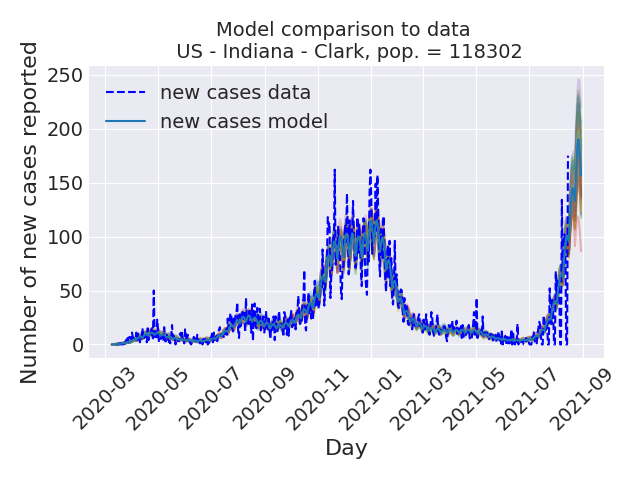 Model comparison to data
US - Indiana - Clark, pop. = 118302
Number of new cases reported
250
200
150
100
50
0
new cases data
new cases model
2020-03
2020-05
2020-07
2020-09
2020-11
2021-01
2021-03
2021-05
2021-07
2021-09
Day